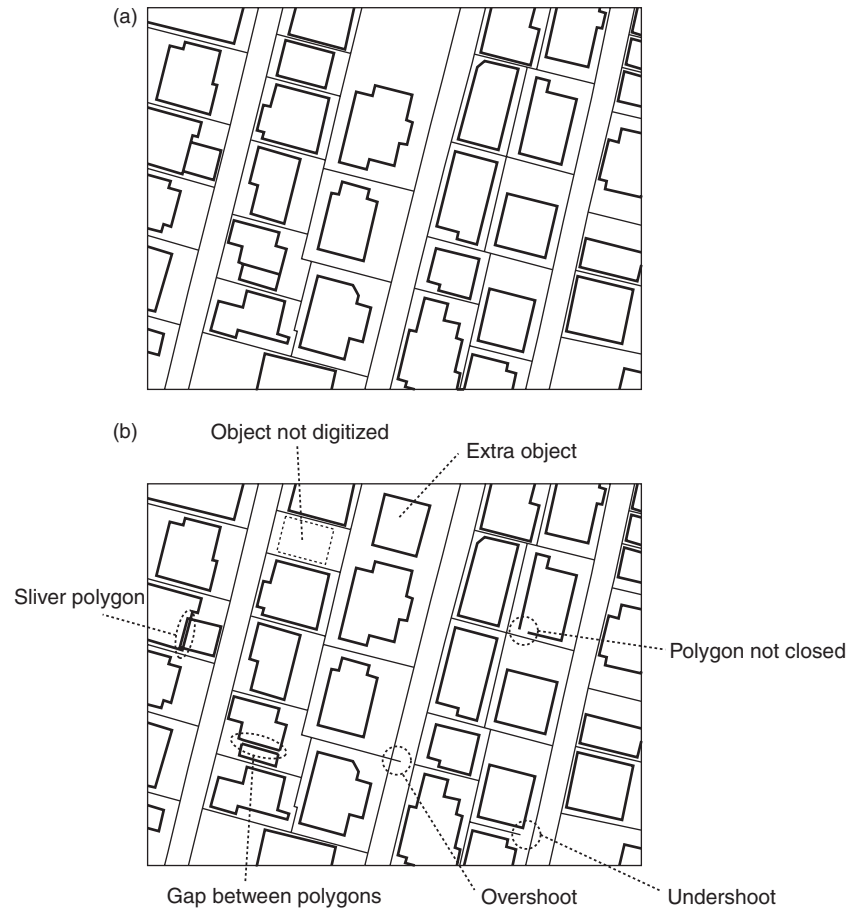 (a)
(b)
Object not digitized
Extra object
Sliver polygon
Polygon not closed
Gap between polygons
Overshoot
Undershoot